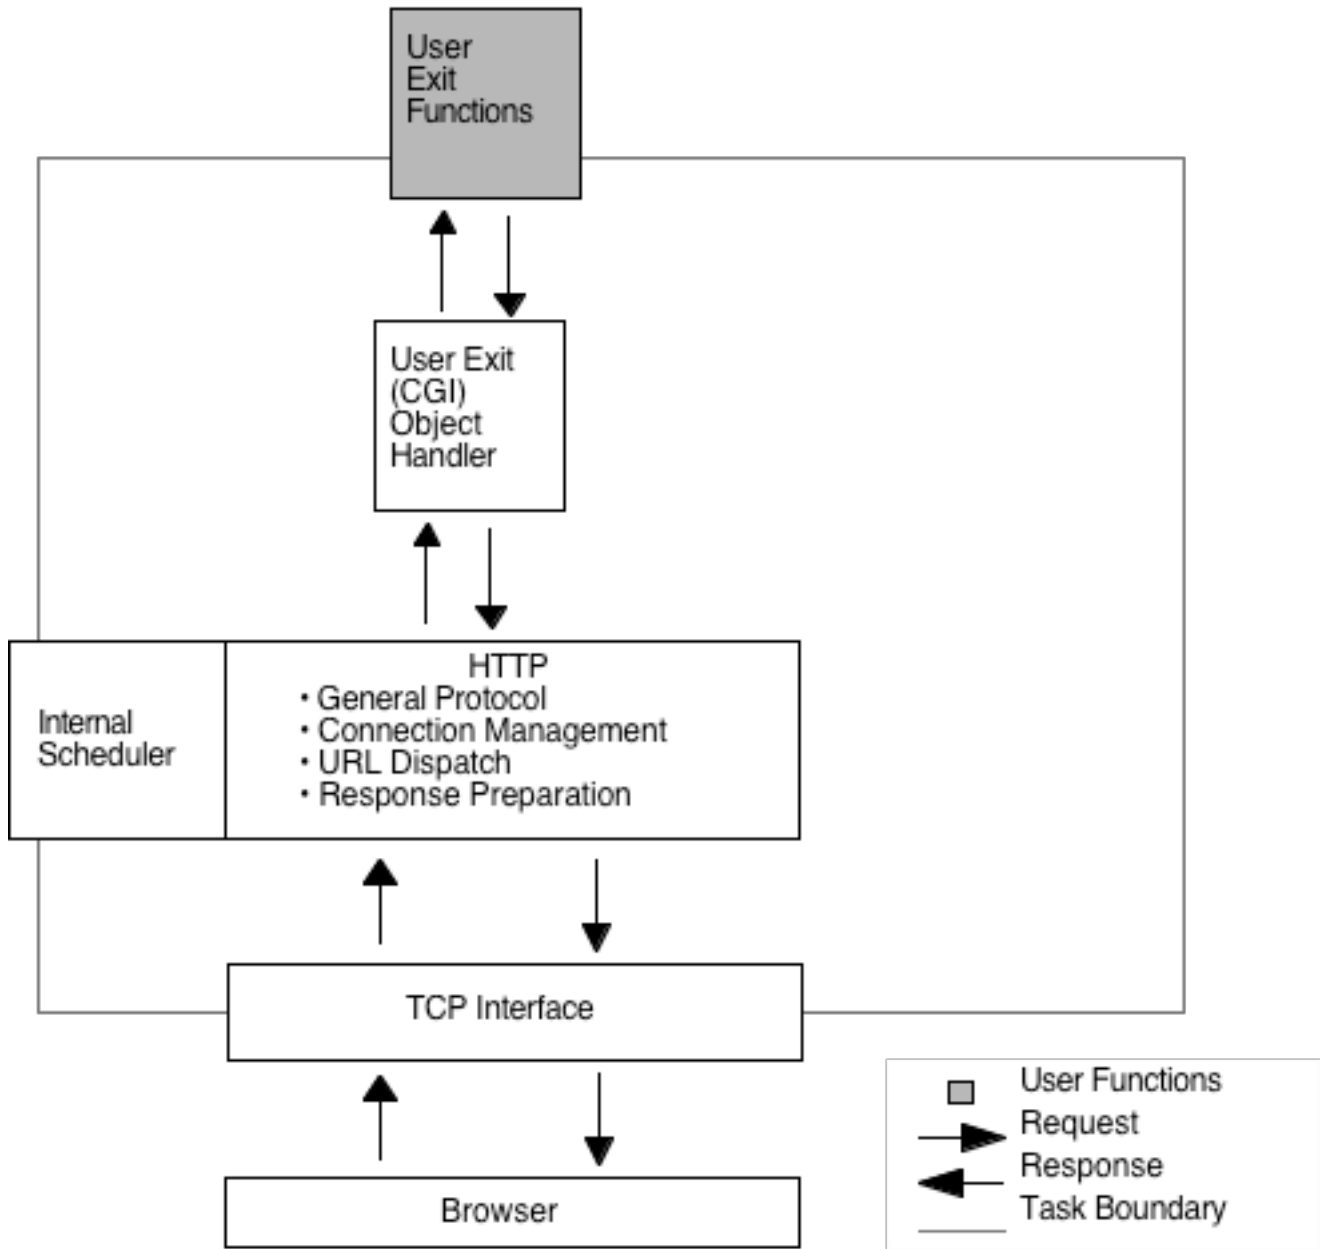 User
Exit
Functions
User Exit
(CGI)
Object
Handler
Internal
Scheduler
HTTP
• General Protocol
• Connection Management
• URL Dispatch
• Response Preparation
TCP Interface
Browser
User Functions
Request
Response
Task Boundary